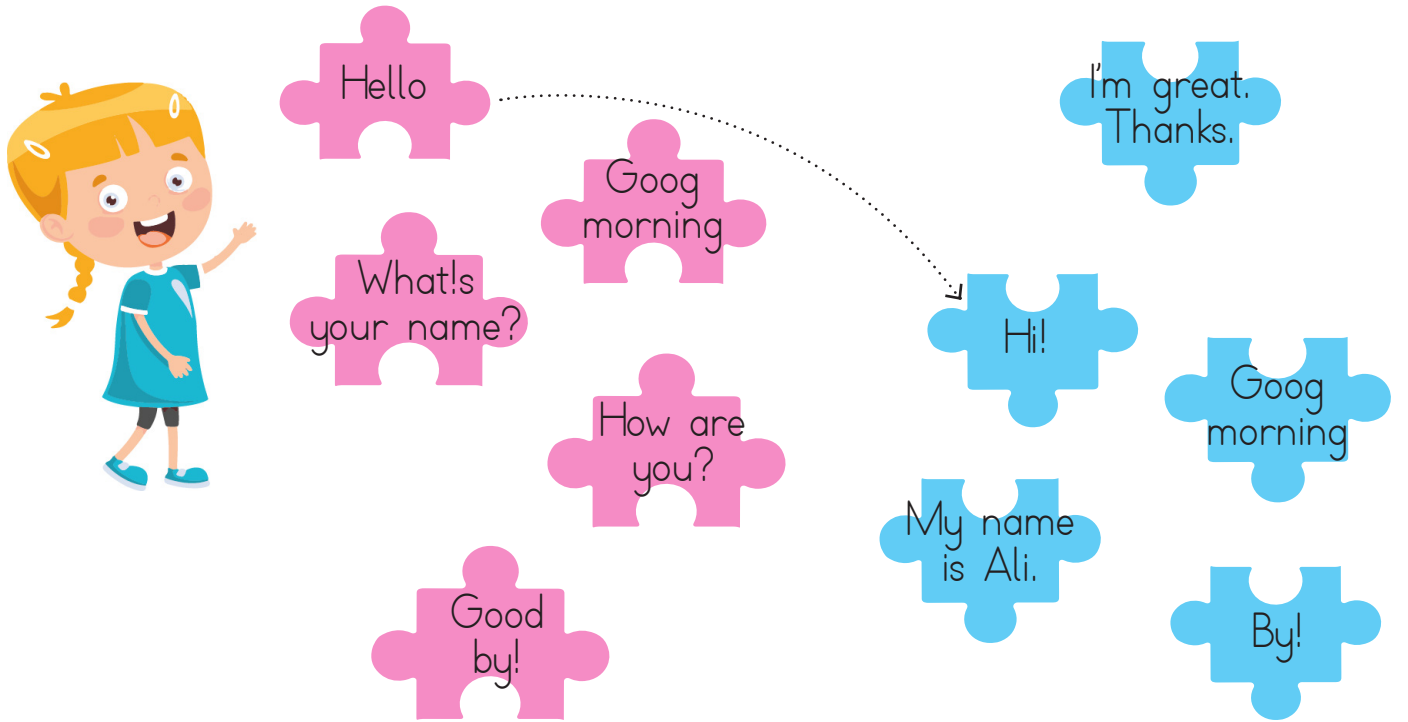 Hello
Goog
morning
What!s
your name?
How are
you?
Good
by!
I'm great.
Thanks.
Hi!
Goog
morning
My name
is Ali.
By!